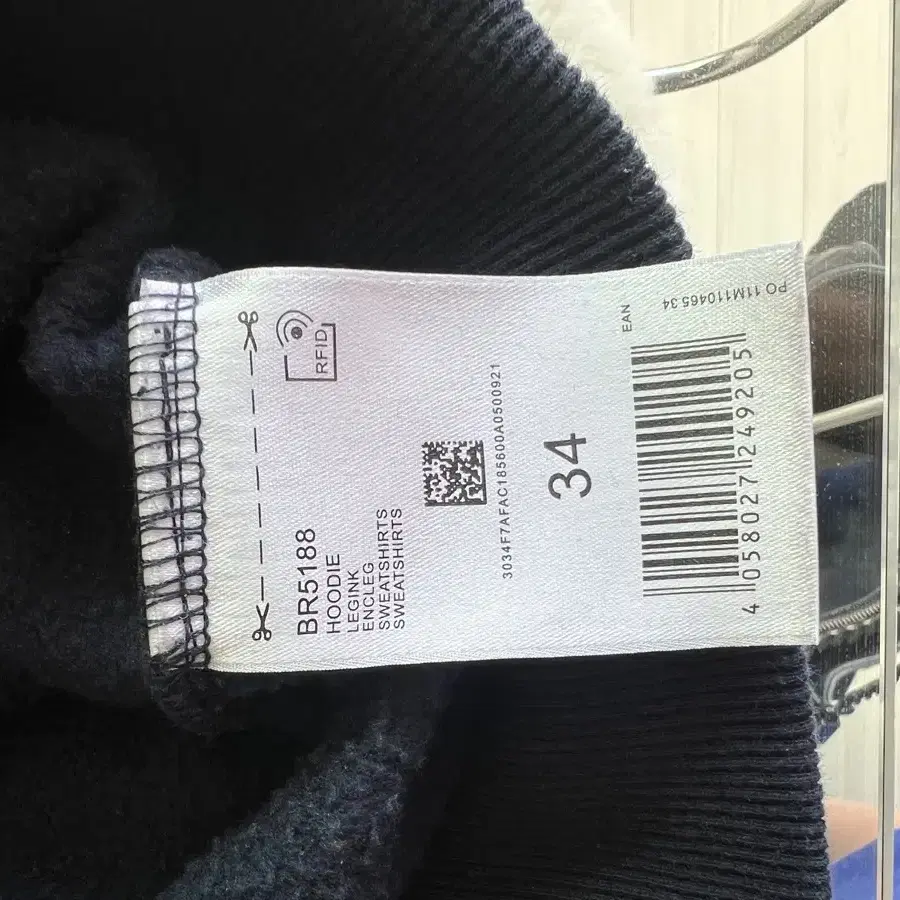 RFID
BR5188
HOODIE
LEGINK
ENCLEG
SWEATSHIRTS
SWEATSHIRTS
3034F7AFAC185600A0500921
34
EAN
4 058027 249205
PO 11M110465 34